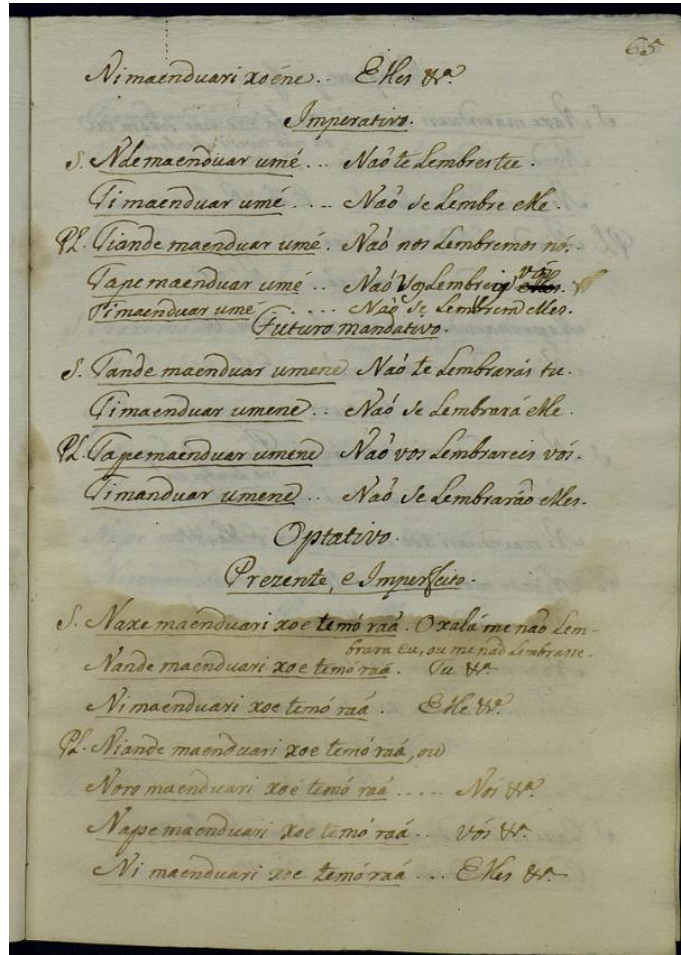 65
Nimaenduari xoéne .. Elles &.ª
Imperativo.
S. Ndemaenduar umé ... Naõ te Lembres tu.
Timaenduar umé .... Naõ se Lembre elle.
Pl. Tiande maenduar umé. Naõ nos Lembremos nós.
Tape maenduar umé .. Naõ vos Lembreis vós
Timaenduar umé ..... Naõ se Lembrem elles.
Futuro mandativo.
S. Tande maenduar umene Naõ te Lembrarás tu.
Timaenduar umene .. Naõ se Lembrará elle.
Pl. Tapemaenduar umene Naõ vos Lembrareis vós.
Timanduar umene .. Naõ se Lembraráõ elles.
Optativo.
Prezente, e Imperfeito.
S. Naxe maenduari xoe temó raá. Oxalá me naõ Lem-
brara eu, ou me naõ Lembrasse.
Nande maenduari xoe temó raá. Tu &.ª
Ni maenduari xoe temó raá. Elle &.ª
Pl. Niande maenduari xoe temó raá, ou
Noro maenduari xoé temó raá ..... Nós &.ª
Nape maenduari xoe temó raá .. vós &.ª
Ni maenduari xoe temó raá ... Elles &.ª